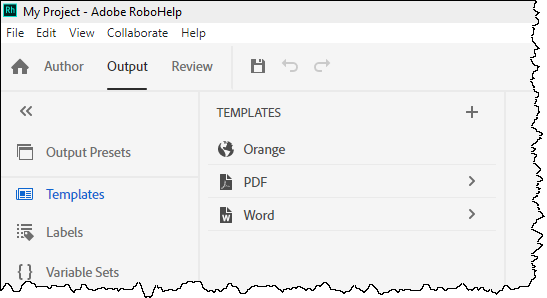 Rh My Project - Adobe RoboHelp
File Edit View Collaborate Help
Author Output Review
TEMPLATES
Output Presets
Orange
Templates
PDF
Labels
Word
Variable Sets